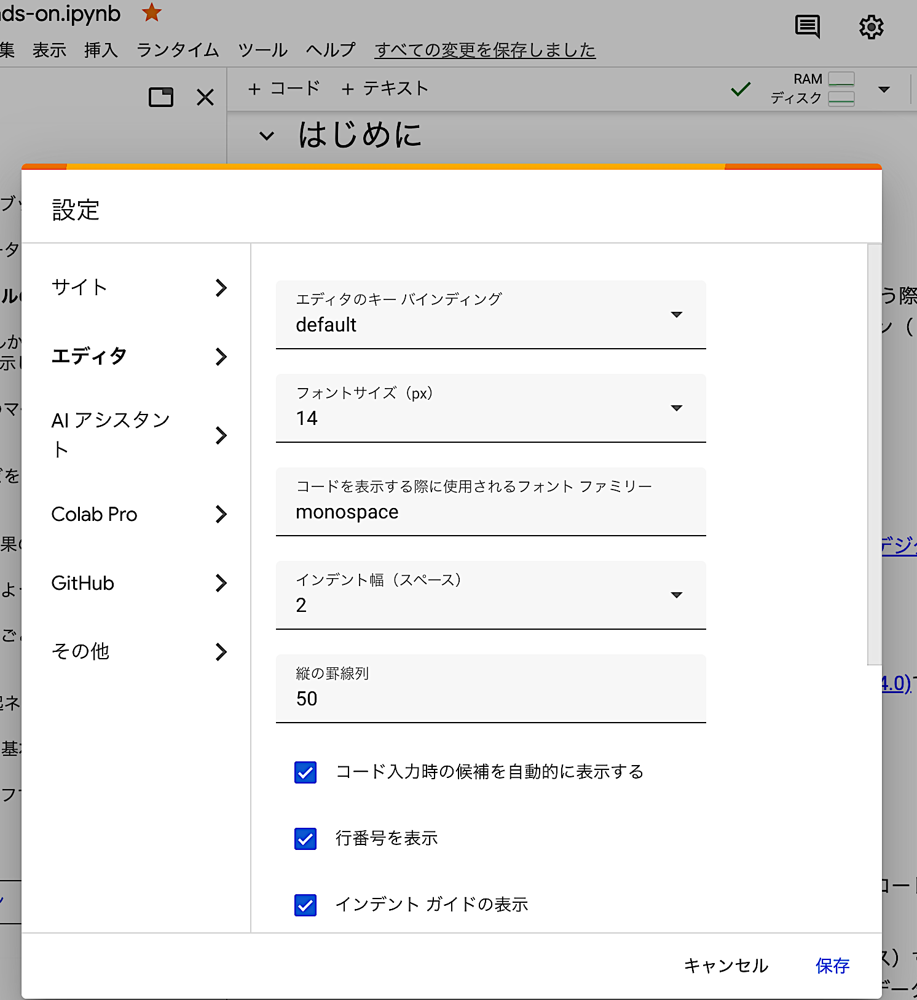 ds-on.ipynb
集 表示 挿入 ランタイム ツール ヘルプ すべての変更を保存しました
+ コード + テキスト
RAM
ディスク
はじめに
設定
サイト
エディタ
AI アシスタン
ト
Colab Pro
GitHub
その他
エディタのキー バインディング
default
フォントサイズ（px）
14
コードを表示する際に使用されるフォント ファミリー
monospace
インデント幅（スペース）
2
縦の罫線列
50
コード入力時の候補を自動的に表示する
行番号を表示
インデント ガイドの表示
キャンセル 保存
う際
ン（
デジ
4.0)